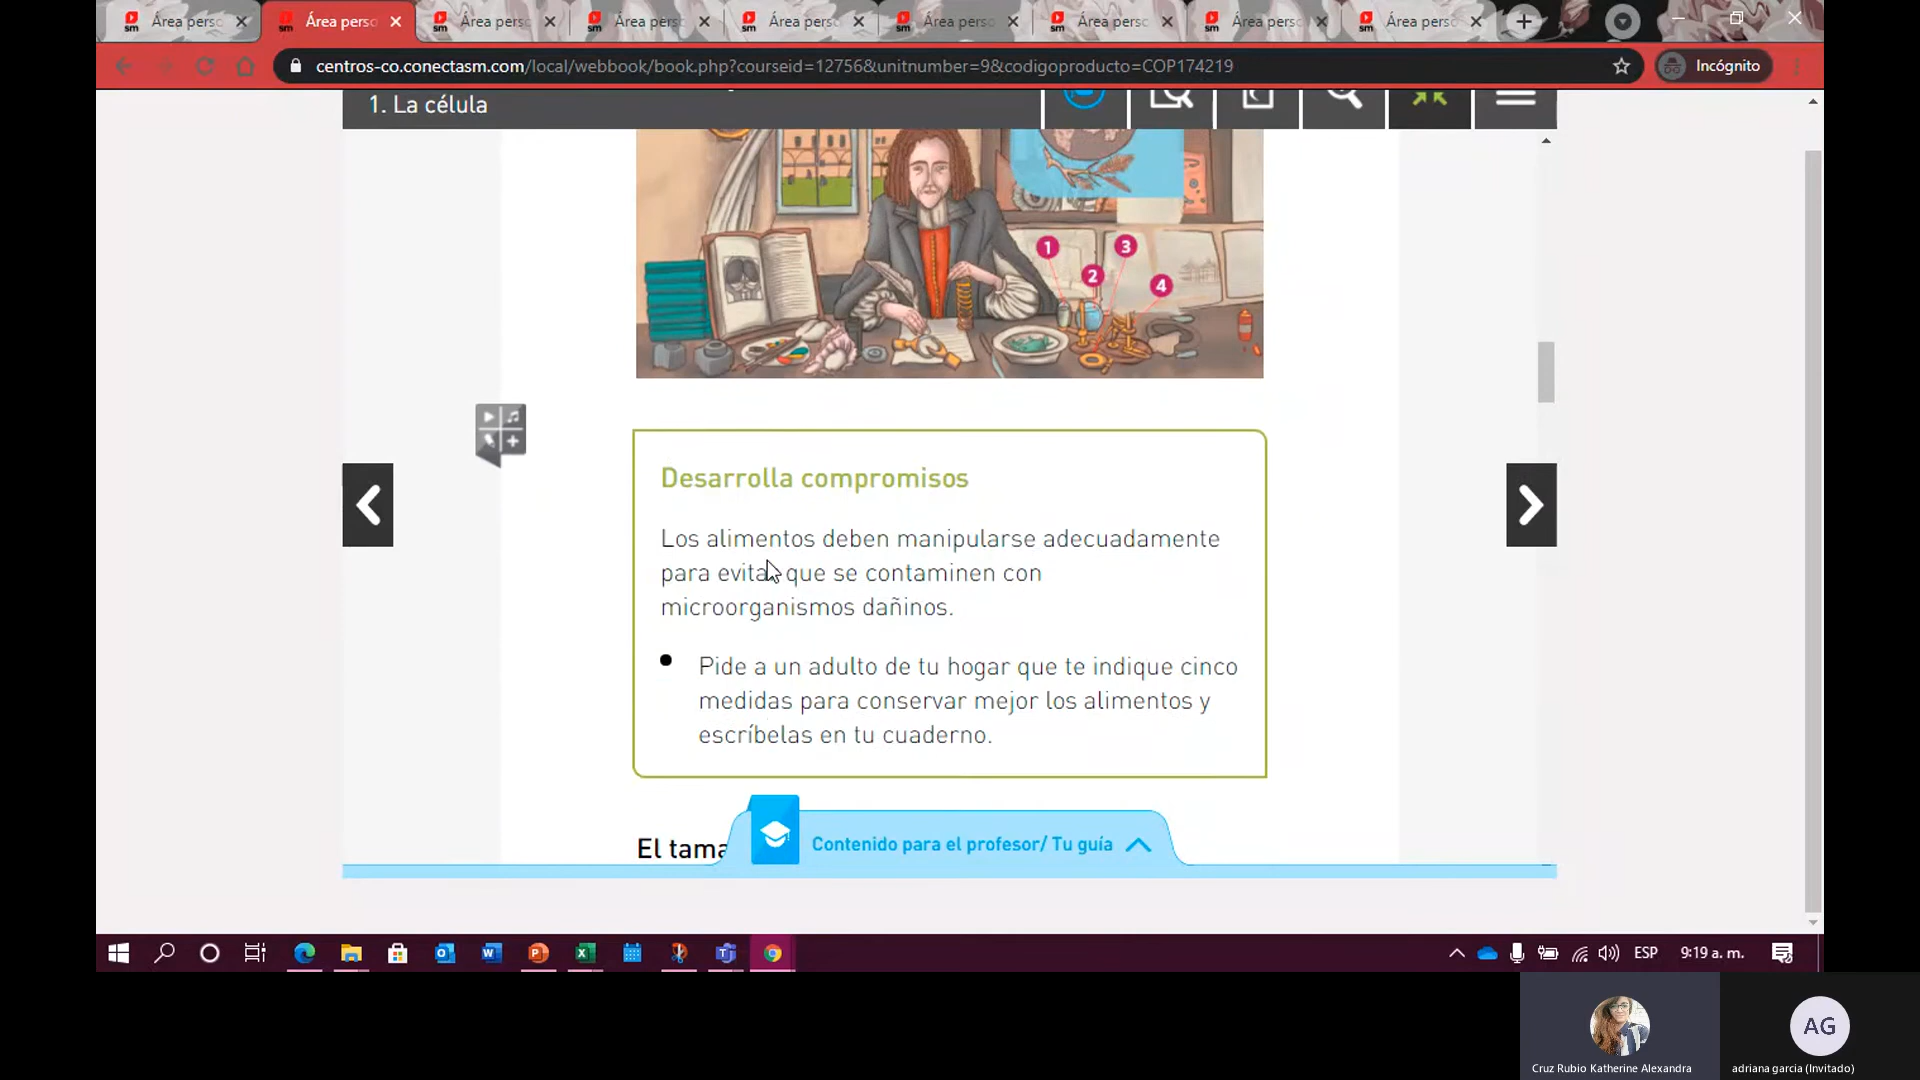 Área perso
Área perso
Área perso
Área perso
Área perso
Área perso
Área perso
Área perso
Área perso
centros-co.conectasm.com/local/webbook/book.php?courseid=12756&unitnumber=9&codigoproducto=COP174219
Incógnito
1. La célula
1
3
2
4
Desarrolla compromisos
Los alimentos deben manipularse adecuadamente
para evitar que se contaminen con
microorganismos dañinos.
• Pide a un adulto de tu hogar que te indique cinco
medidas para conservar mejor los alimentos y
escríbelas en tu cuaderno.
El tama
Contenido para el profesor/ Tu guía
ESP
9:19 a. m.
AG
Cruz Rubio Katherine Alexandra
adriana garcia (Invitado)